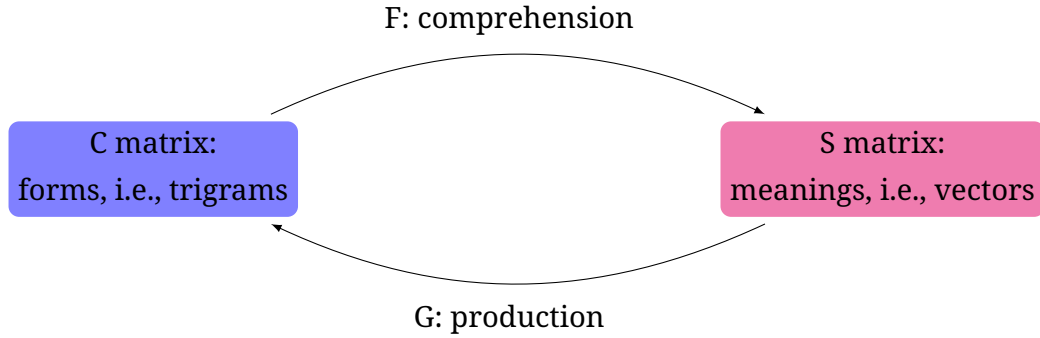 F: comprehension
C matrix:
forms, i.e., trigrams
S matrix:
meanings, i.e., vectors
G: production